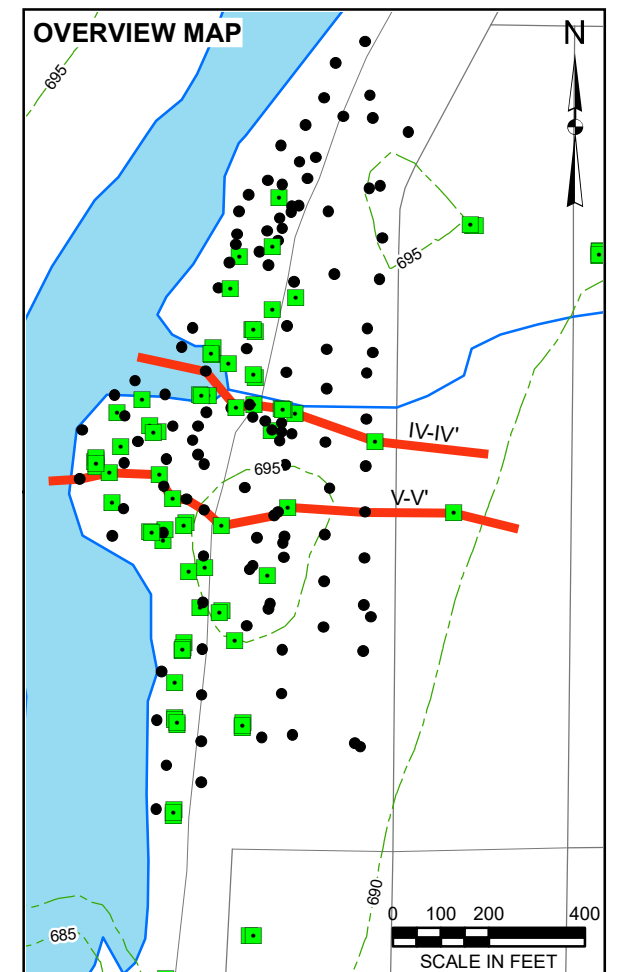 OVERVIEW MAP
N
695
695
IV-IV'
695
V-V'
690
685
0 100 200 400
SCALE IN FEET